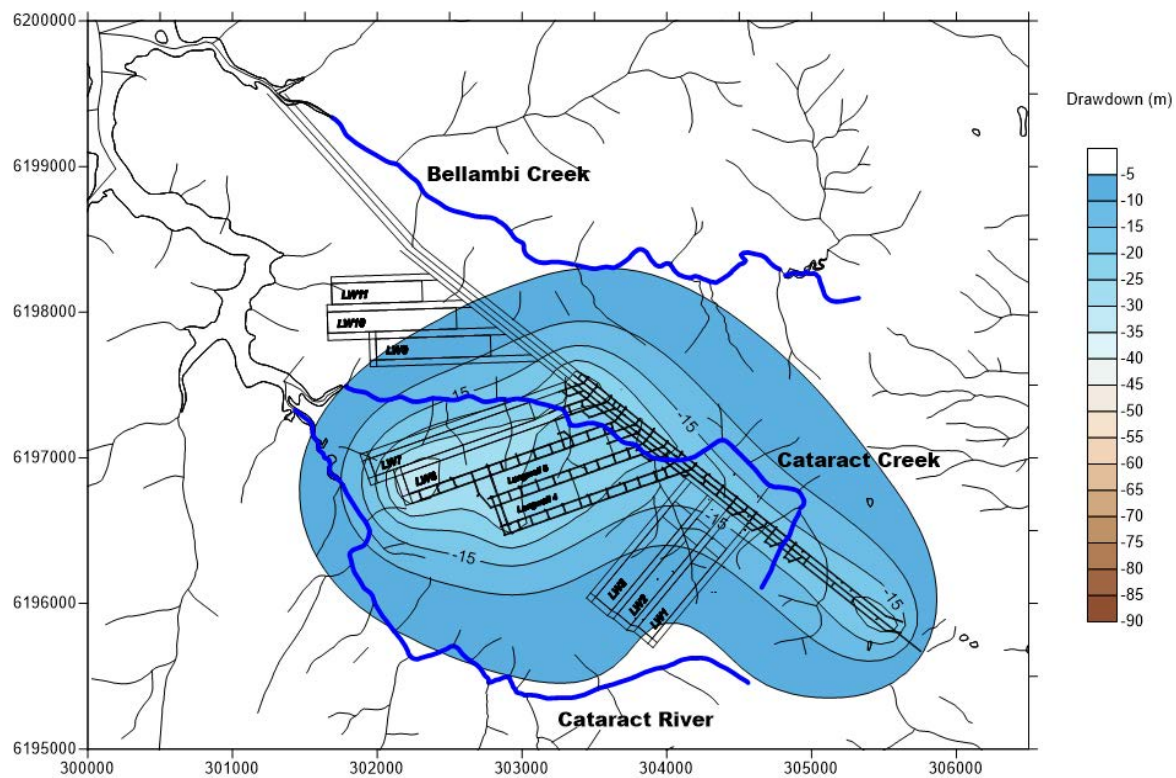 6200000
Drawdown (m)
6199000
Bellambi Creek
-5
-10
-15
-20
-25
-30
-35
-40
-45
-50
-55
-60
-65
-70
-75
-80
-85
-90
6198000
LW11
LW10
LW9
-15
-15
6197000
LW7
LW6
Longwall 5
Longwall 4
Cataract Creek
-15
-15
-15
6196000
LW3
LW2
LW1
Cataract River
6195000
300000 301000 302000 303000 304000 305000 306000